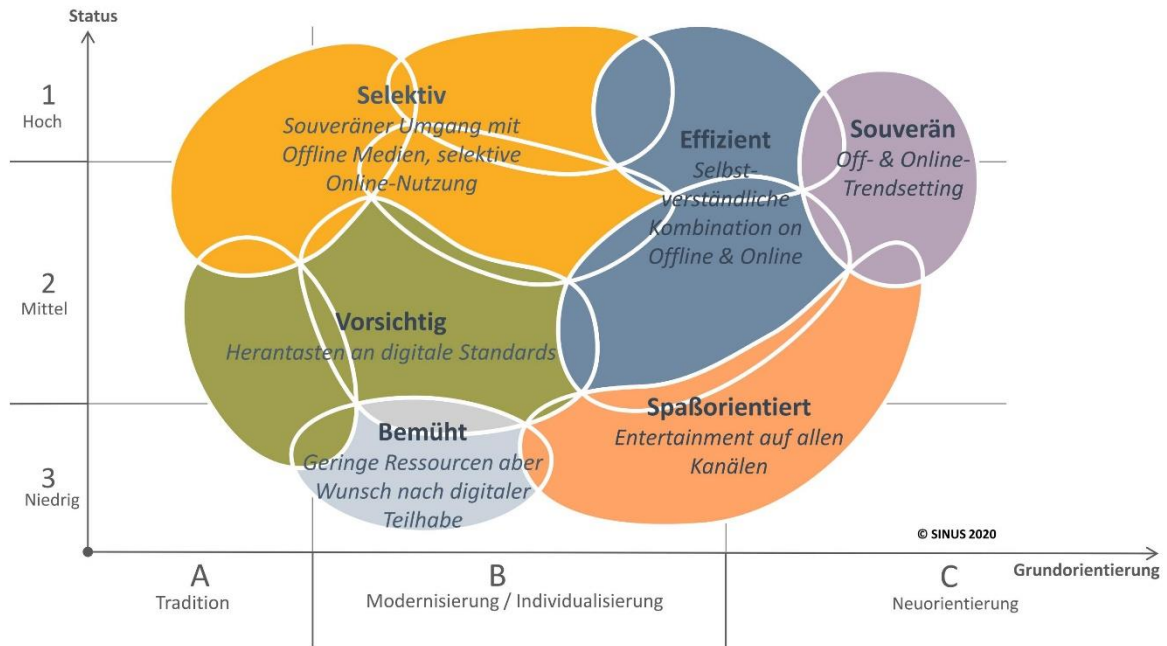 Status
1
Hoch
2
Mittel
3
Niedrig
Selektiv
Souveräner Umgang mit
Offline Medien, selektive
Online-Nutzung
Effizient
Selbst-
verständliche
Kombination on
Offline & Online
Souverän
Off- & Online-
Trendsetting
Vorsichtig
Herantasten an digitale Standards
Bemüht
Geringe Ressourcen aber
Wunsch nach digitaler
Teilhabe
Spaßorientiert
Entertainment auf allen
Kanälen
© SINUS 2020
A
Tradition
B
Modernisierung / Individualisierung
C
Neuorientierung
Grundorientierung